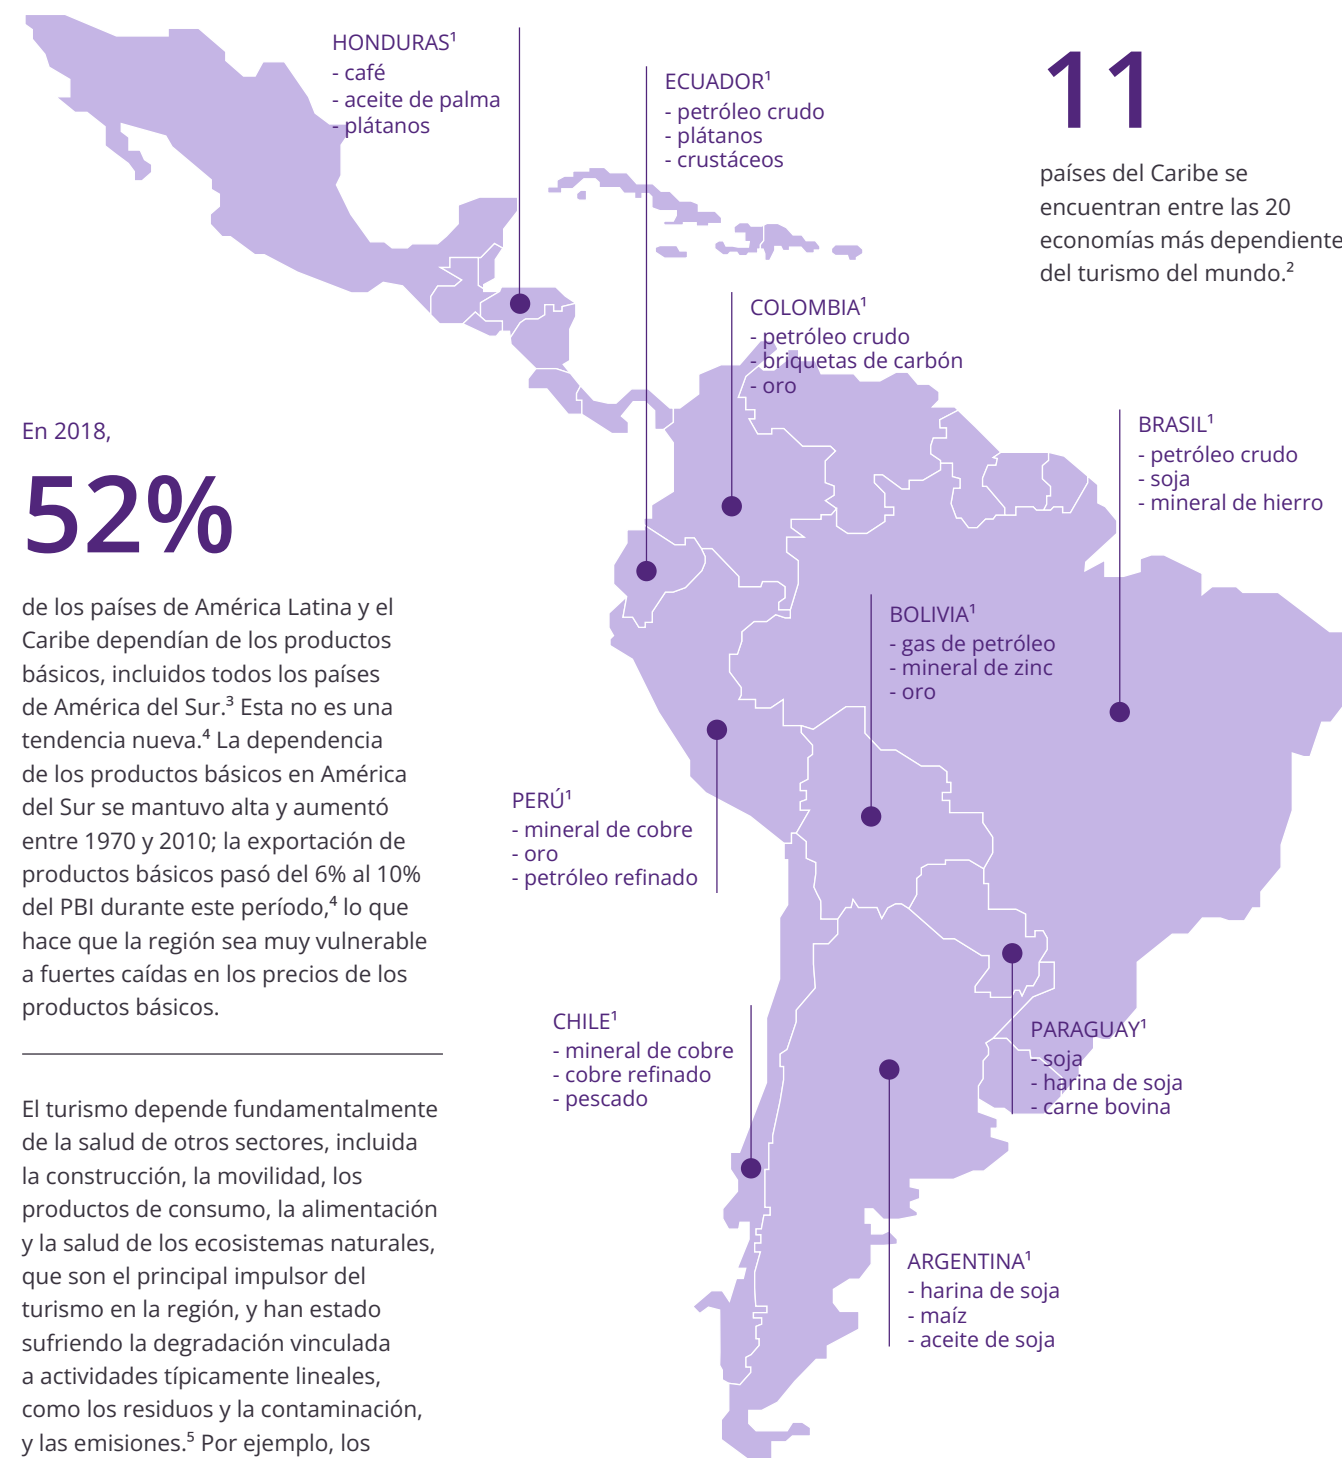 HONDURAS¹
- café
- aceite de palma
- plátanos
ECUADOR¹
- petróleo crudo
- plátanos
- crustáceos
11
países del Caribe se
encuentran entre las 20
economías más dependiente
del turismo del mundo.²
COLOMBIA¹
- petróleo crudo
- briquetas de carbón
- oro
BRASIL¹
- petróleo crudo
- soja
- mineral de hierro
En 2018,
52%
de los países de América Latina y el
Caribe dependían de los productos
básicos, incluidos todos los países
de América del Sur.³ Esta no es una
tendencia nueva.⁴ La dependencia
de los productos básicos en América
del Sur se mantuvo alta y aumentó
entre 1970 y 2010; la exportación de
productos básicos pasó del 6% al 10%
del PBI durante este período,⁴ lo que
hace que la región sea muy vulnerable
a fuertes caídas en los precios de los
productos básicos.
BOLIVIA¹
- gas de petróleo
- mineral de zinc
- oro
PERÚ¹
- mineral de cobre
- oro
- petróleo refinado
CHILE¹
- mineral de cobre
- cobre refinado
- pescado
PARAGUAY¹
- soja
- harina de soja
- carne bovina
ARGENTINA¹
- harina de soja
- maíz
- aceite de soja
El turismo depende fundamentalmente
de la salud de otros sectores, incluida
la construcción, la movilidad, los
productos de consumo, la alimentación
y la salud de los ecosistemas naturales,
que son el principal impulsor del
turismo en la región, y han estado
sufriendo la degradación vinculada
a actividades típicamente lineales,
como los residuos y la contaminación,
y las emisiones.⁵ Por ejemplo, los